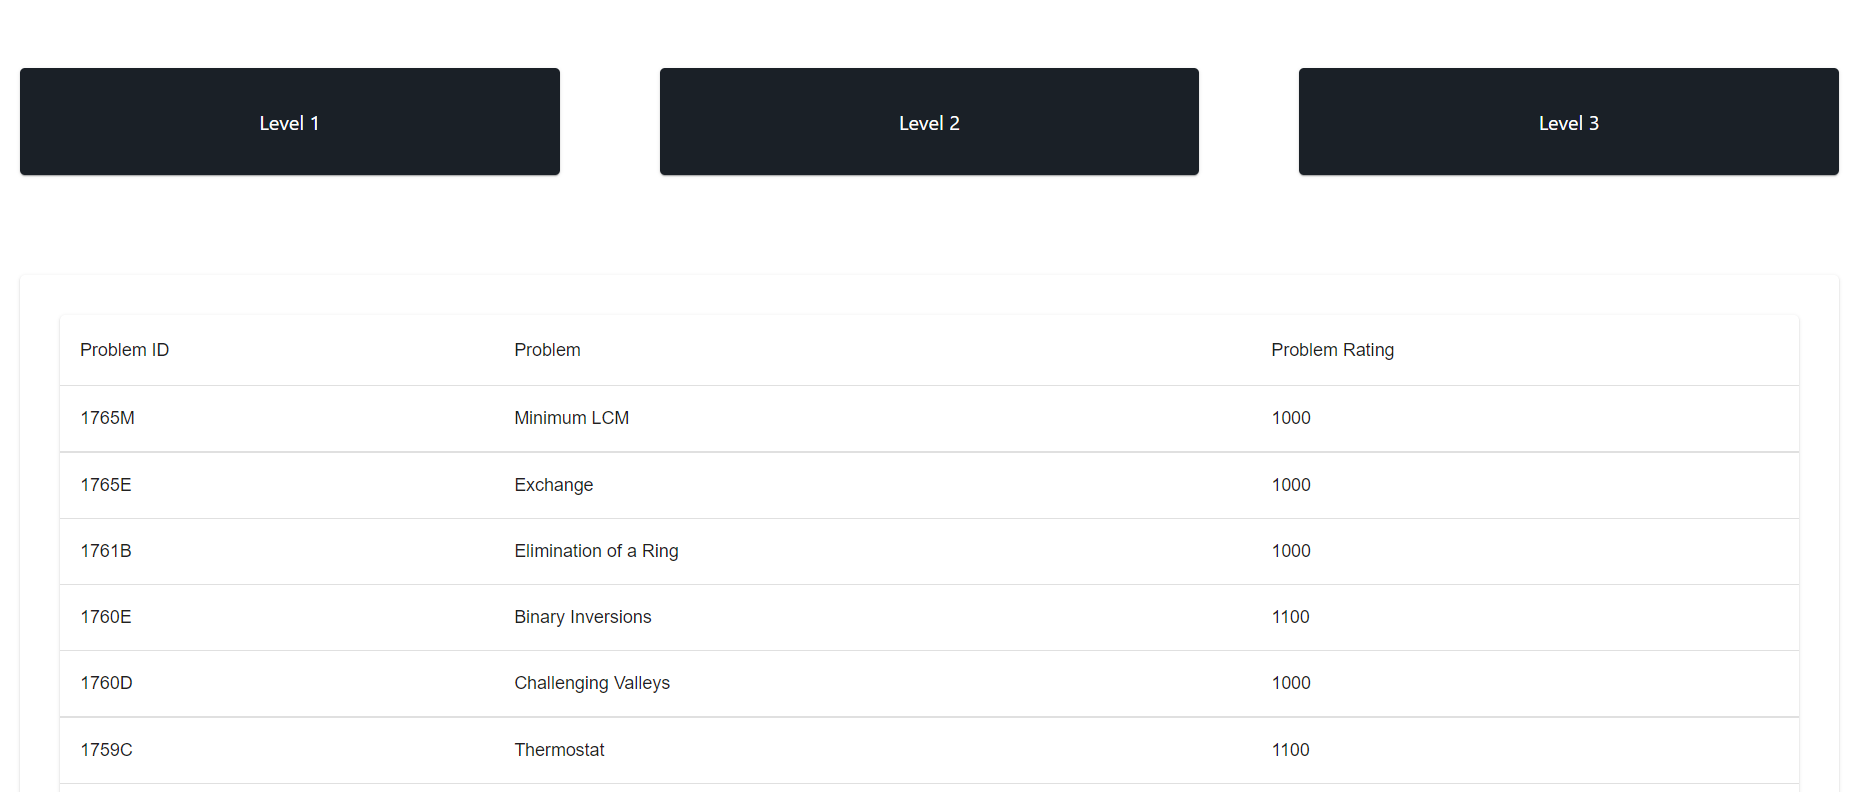 Level 1 Level 2 Level 3
Problem ID Problem Problem Rating
1765M Minimum LCM 1000
1765E Exchange 1000
1761B Elimination of a Ring 1000
1760E Binary Inversions 1100
1760D Challenging Valleys 1000
1759C Thermostat 1100